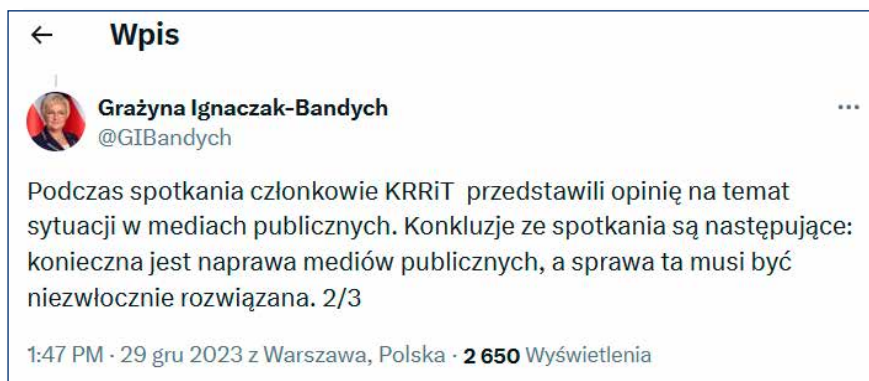 ← Wpis
Grażyna Ignaczak-Bandych
@GIBandych
Podczas spotkania członkowie KRRiT przedstawili opinię na temat
sytuacji w mediach publicznych. Konkluzje ze spotkania są następujące:
konieczna jest naprawa mediów publicznych, a sprawa ta musi być
niezwłocznie rozwiązana. 2/3
1:47 PM · 29 gru 2023 z Warszawa, Polska · 2 650 Wyświetlenia